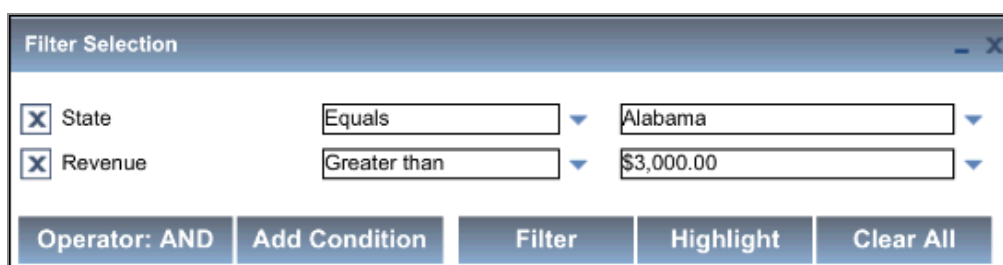 Filter Selection
State Equals Alabama
Revenue Greater than $3,000.00
Operator: AND Add Condition Filter Highlight Clear All